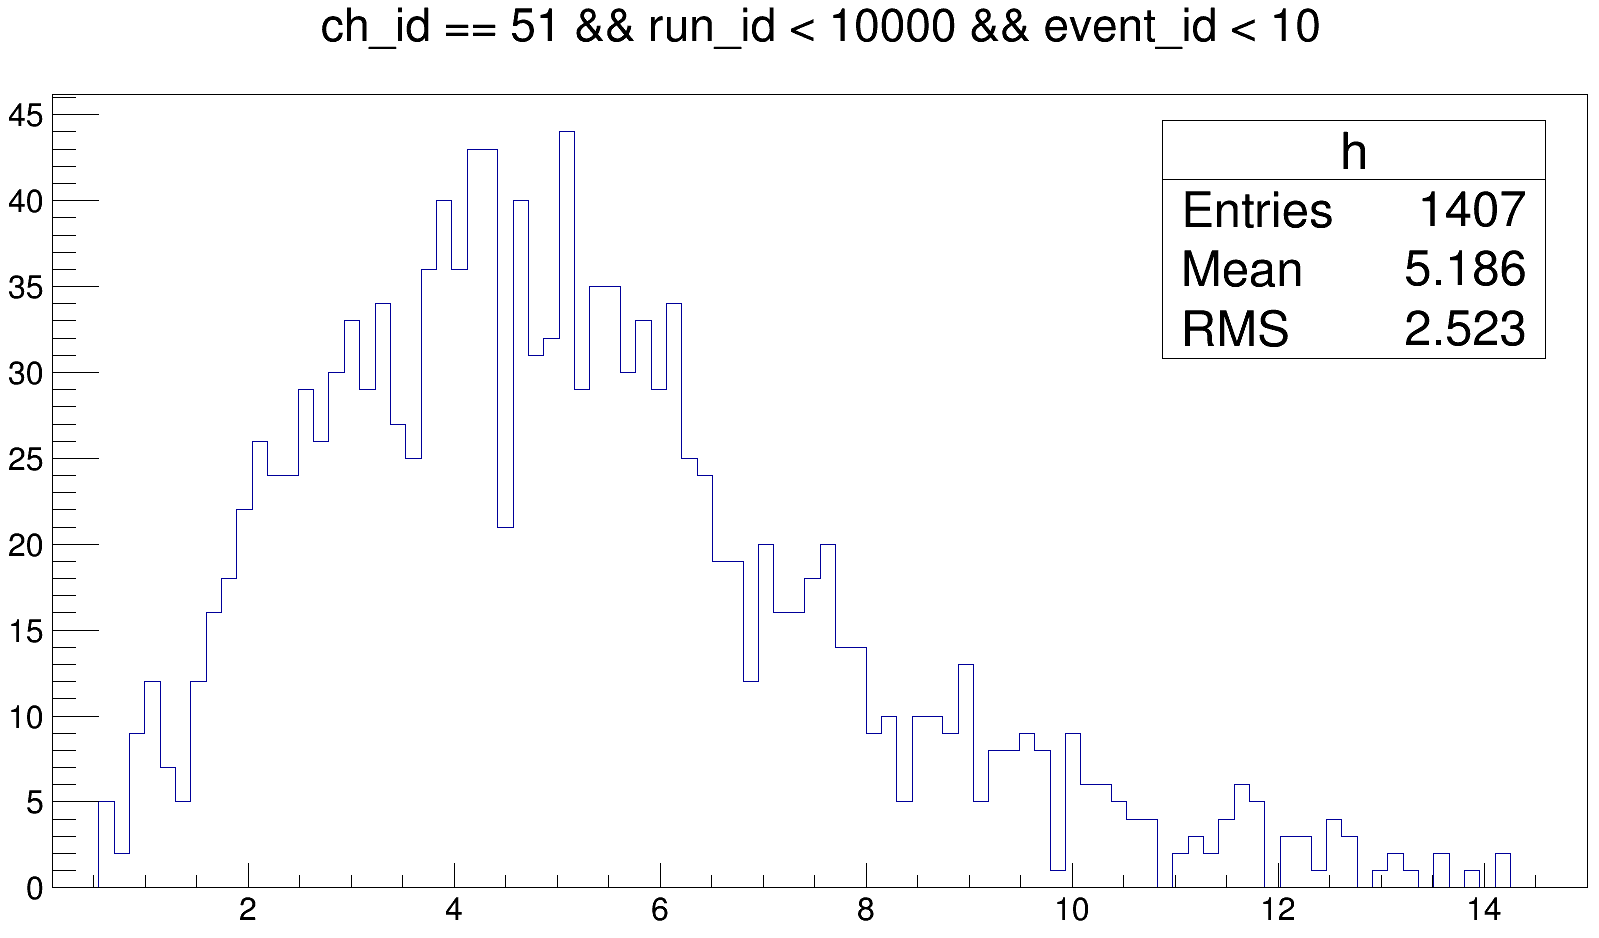 ch_id == 51 && run_id < 10000 && event_id < 10
45
40
35
30
25
20
15
10
5
0
h
Entries 1407
Mean 5.186
RMS 2.523
2 4 6 8 10 12 14